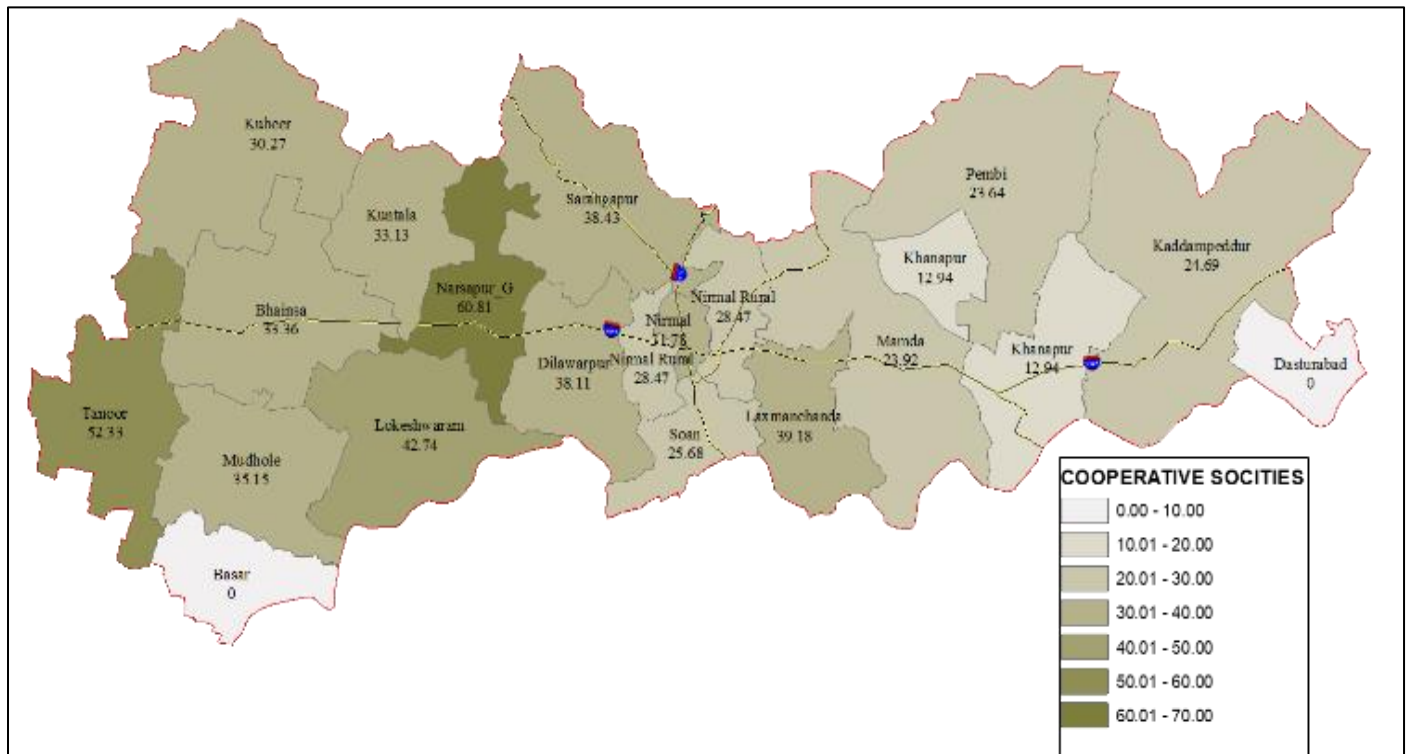 Kubeer
30.27
Kuntala
33.13
Sarangapur
38.43
Pembi
23.64
Khanapur
12.94
Kaddampeddur
24.69
Narsapur_G
60.81
Bhainsa
33.36
Nirmal Rural
28.47
Nirmal
31.78
Nirmal Rural
28.47
Dilawarpur
38.11
Mamda
23.92
Khanapur
12.94
Dasturabad
0
Tanoor
52.33
Lokeshwaram
42.74
Laxmanchanda
39.18
Soan
25.68
Mudhole
35.15
Basar
0
COOPERATIVE SOCITIES
0.00 - 10.00
10.01 - 20.00
20.01 - 30.00
30.01 - 40.00
40.01 - 50.00
50.01 - 60.00
60.01 - 70.00